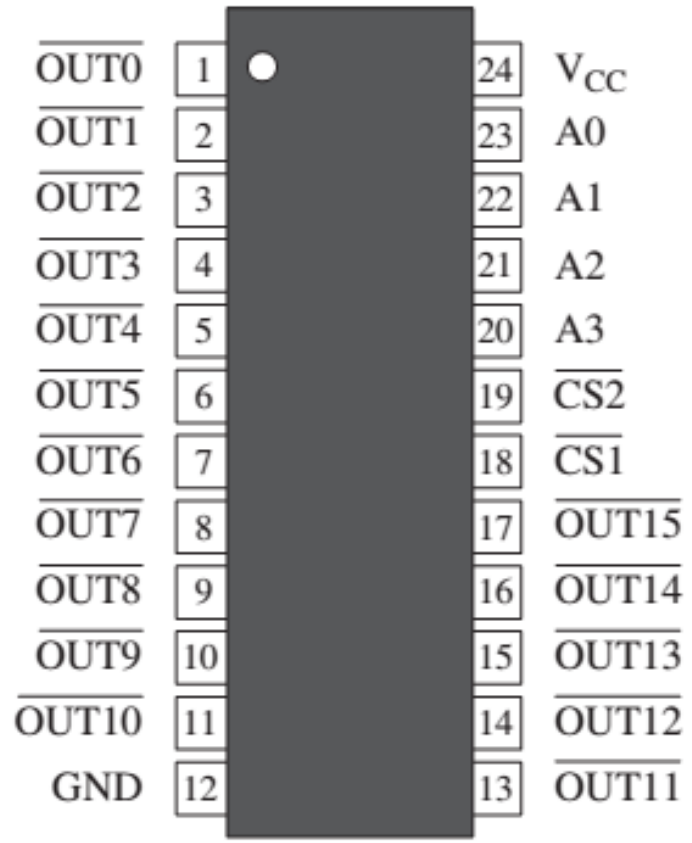 OUT0 1 24 VCC
OUT1 2 23 A0
OUT2 3 22 A1
OUT3 4 21 A2
OUT4 5 20 A3
OUT5 6 19 CS2
OUT6 7 18 CS1
OUT7 8 17 OUT15
OUT8 9 16 OUT14
OUT9 10 15 OUT13
OUT10 11 14 OUT12
GND 12 13 OUT11